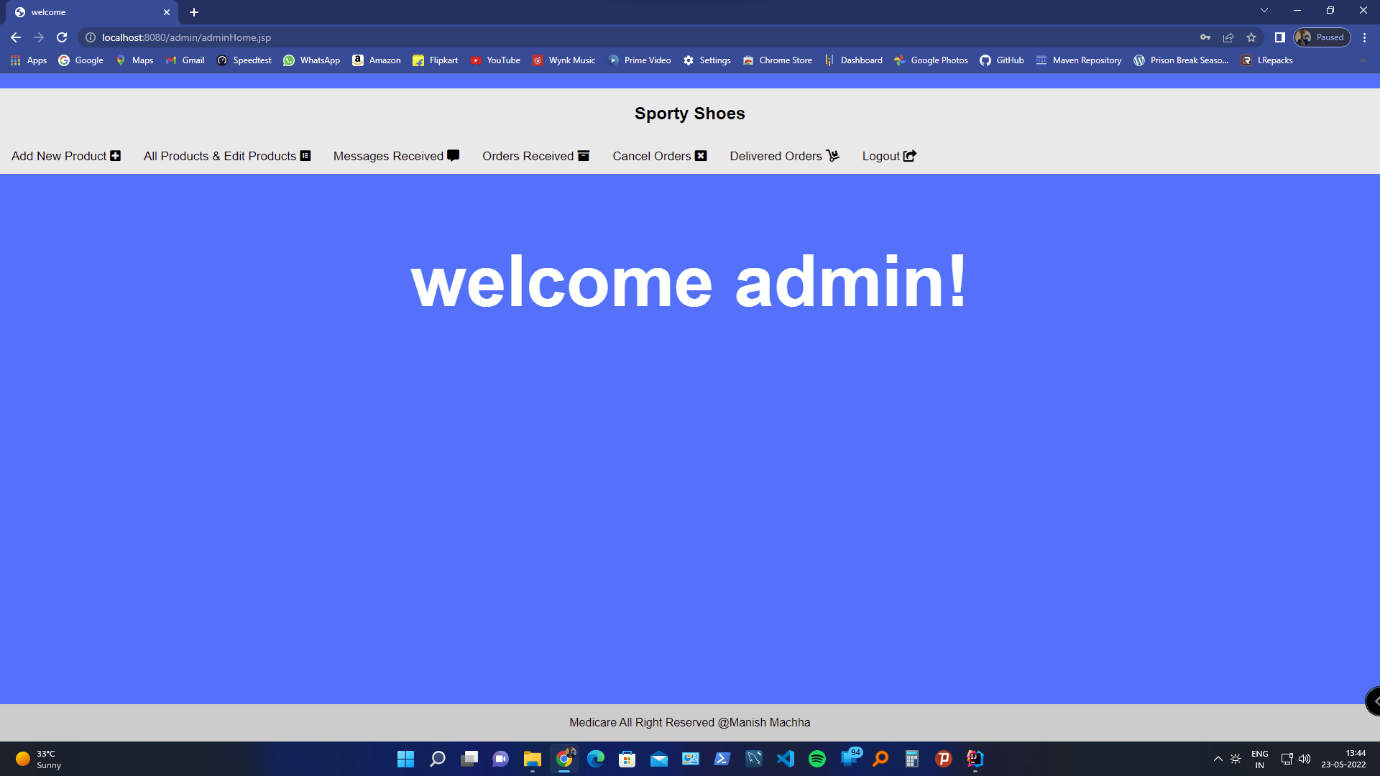 welcome
localhost:8080/admin/adminHome.jsp
Paused
Apps Google Maps Gmail Speedtest WhatsApp Amazon Flipkart YouTube Wynk Music Prime Video Settings Chrome Store Dashboard Google Photos GitHub Maven Repository Prison Break Seaso... LRepacks
Sporty Shoes
Add New Product All Products & Edit Products Messages Received Orders Received Cancel Orders Delivered Orders Logout
welcome admin!
Medicare All Right Reserved @Manish Machha
33°C
Sunny
94
ENG
IN
13:44
23-05-2022